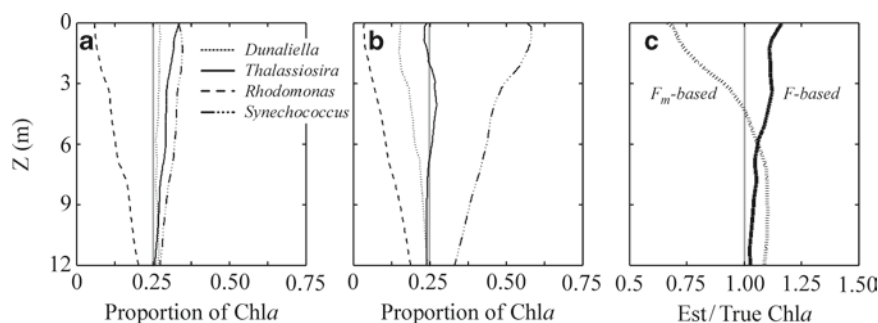 0
3
6
9
12
Z (m)
a
Dunaliella
Thalassiosira
Rhodomonas
Synechococcus
0 0.25 0.50 0.75
Proportion of Chla
b
0 0.25 0.50 0.75
Proportion of Chla
c
Fm-based
F-based
0.5 0.75 1.00 1.25 1.50
Est/True Chla